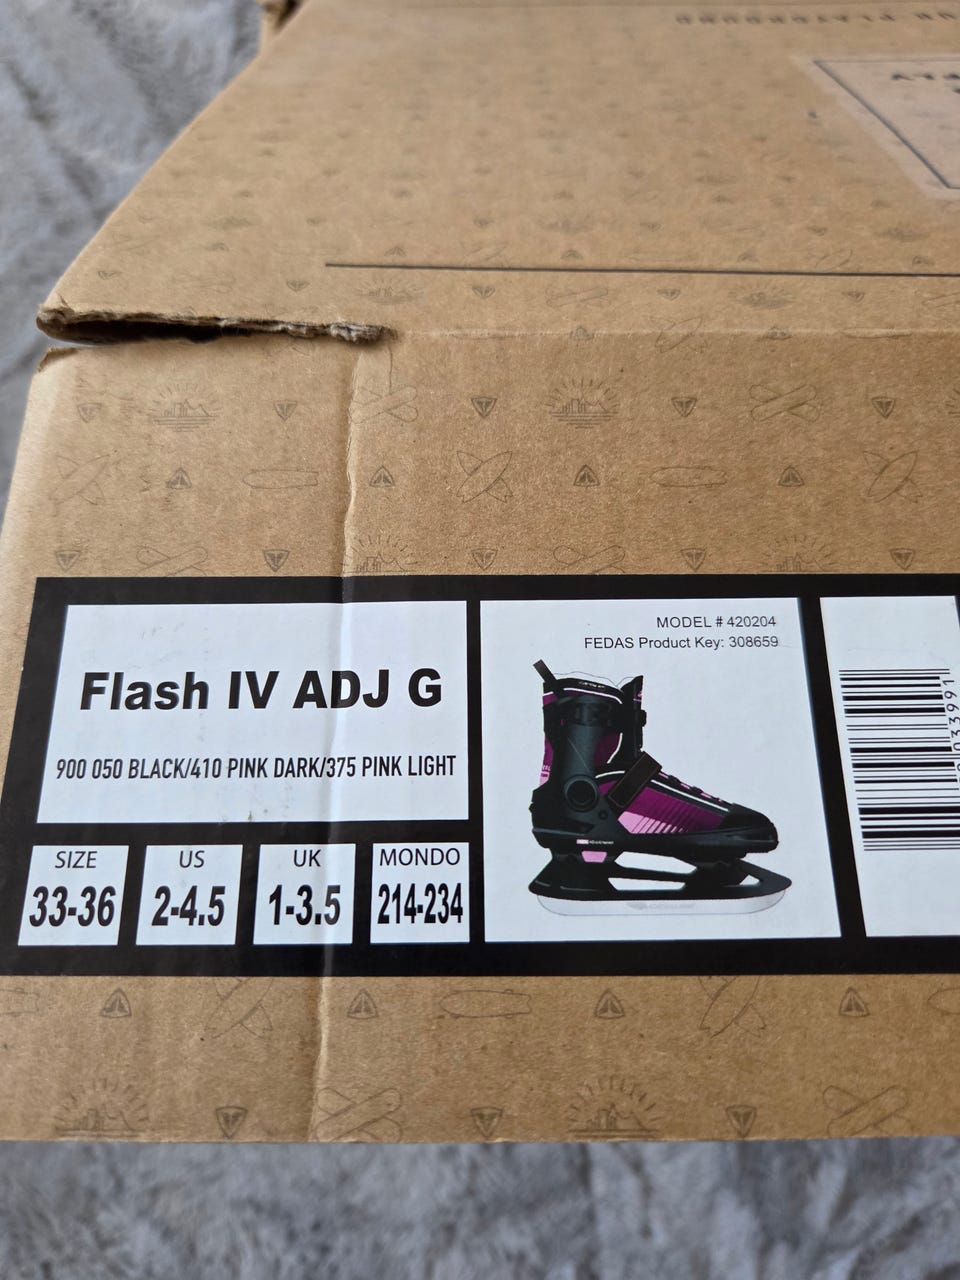 Flash IV ADJ G
900 050 BLACK/410 PINK DARK/375 PINK LIGHT
SIZE
33-36
US
2-4.5
UK
1-3.5
MONDO
214-234
MODEL # 420204
FEDAS Product Key: 308659